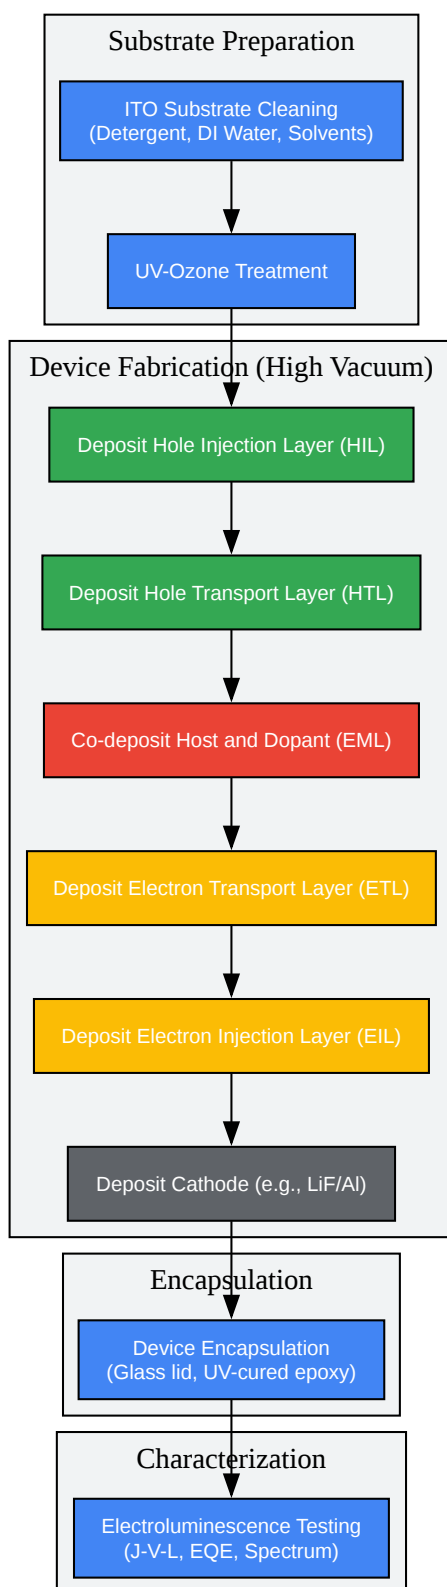 Substrate Preparation
ITO Substrate Cleaning
(Detergent, DI Water, Solvents)
UV-Ozone Treatment
Device Fabrication (High Vacuum)
Deposit Hole Injection Layer (HIL)
Deposit Hole Transport Layer (HTL)
Co-deposit Host and Dopant (EML)
Deposit Electron Transport Layer (ETL)
Deposit Electron Injection Layer (EIL)
Deposit Cathode (e.g., LiF/Al)
Encapsulation
Device Encapsulation
(Glass lid, UV-cured epoxy)
Characterization
Electroluminescence Testing
(J-V-L, EQE, Spectrum)